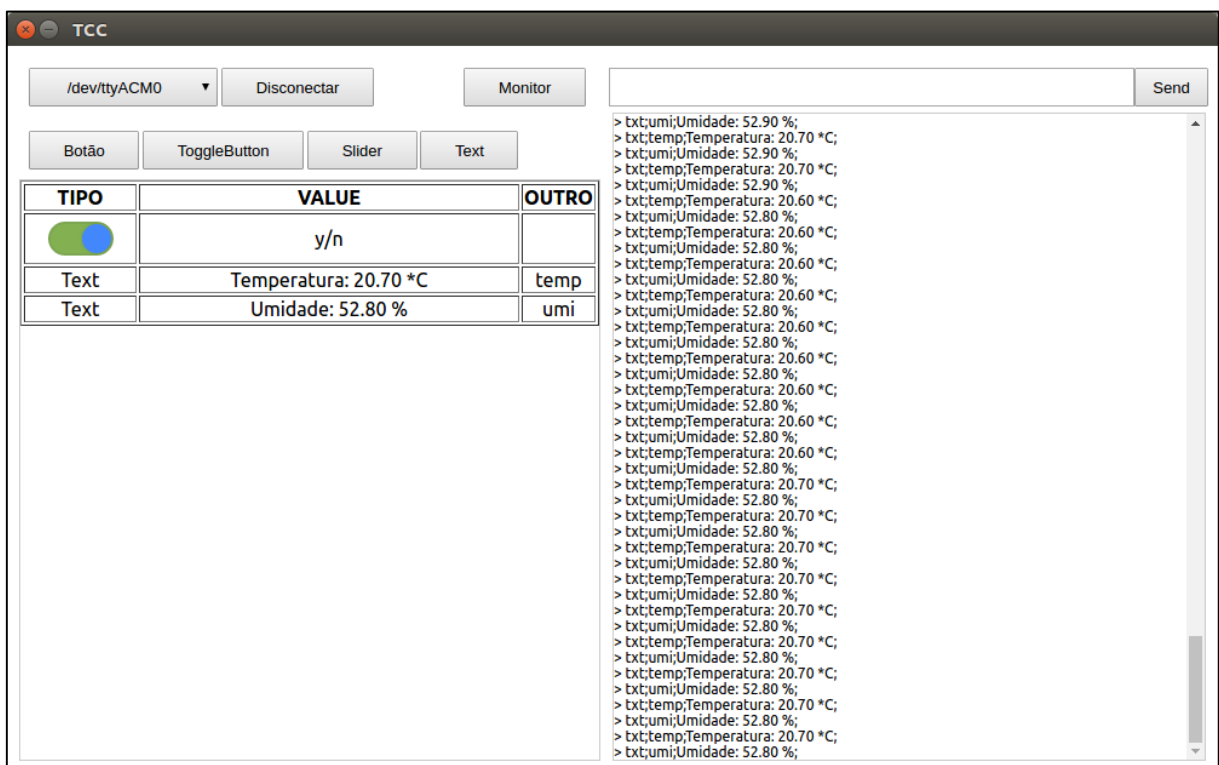 TCC
/dev/ttyACM0 Disconectar Monitor Send
Botão ToggleButton Slider Text
TIPO VALUE OUTRO
y/n
Text Temperatura: 20.70 *C temp
Text Umidade: 52.80 % umi
> txt;umi;Umidade: 52.90 %;
> txt;temp;Temperatura: 20.70 *C;
> txt;umi;Umidade: 52.90 %;
> txt;temp;Temperatura: 20.70 *C;
> txt;umi;Umidade: 52.90 %;
> txt;temp;Temperatura: 20.60 *C;
> txt;umi;Umidade: 52.80 %;
> txt;temp;Temperatura: 20.60 *C;
> txt;umi;Umidade: 52.80 %;
> txt;temp;Temperatura: 20.60 *C;
> txt;umi;Umidade: 52.80 %;
> txt;temp;Temperatura: 20.60 *C;
> txt;umi;Umidade: 52.80 %;
> txt;temp;Temperatura: 20.60 *C;
> txt;umi;Umidade: 52.80 %;
> txt;temp;Temperatura: 20.60 *C;
> txt;umi;Umidade: 52.80 %;
> txt;temp;Temperatura: 20.60 *C;
> txt;umi;Umidade: 52.80 %;
> txt;temp;Temperatura: 20.60 *C;
> txt;umi;Umidade: 52.80 %;
> txt;temp;Temperatura: 20.60 *C;
> txt;umi;Umidade: 52.80 %;
> txt;temp;Temperatura: 20.70 *C;
> txt;umi;Umidade: 52.80 %;
> txt;temp;Temperatura: 20.70 *C;
> txt;umi;Umidade: 52.80 %;
> txt;temp;Temperatura: 20.70 *C;
> txt;umi;Umidade: 52.80 %;
> txt;temp;Temperatura: 20.70 *C;
> txt;umi;Umidade: 52.80 %;
> txt;temp;Temperatura: 20.70 *C;
> txt;umi;Umidade: 52.80 %;
> txt;temp;Temperatura: 20.70 *C;
> txt;umi;Umidade: 52.80 %;
> txt;temp;Temperatura: 20.70 *C;
> txt;umi;Umidade: 52.80 %;
> txt;temp;Temperatura: 20.70 *C;
> txt;umi;Umidade: 52.80 %;
> txt;temp;Temperatura: 20.70 *C;
> txt;umi;Umidade: 52.80 %;